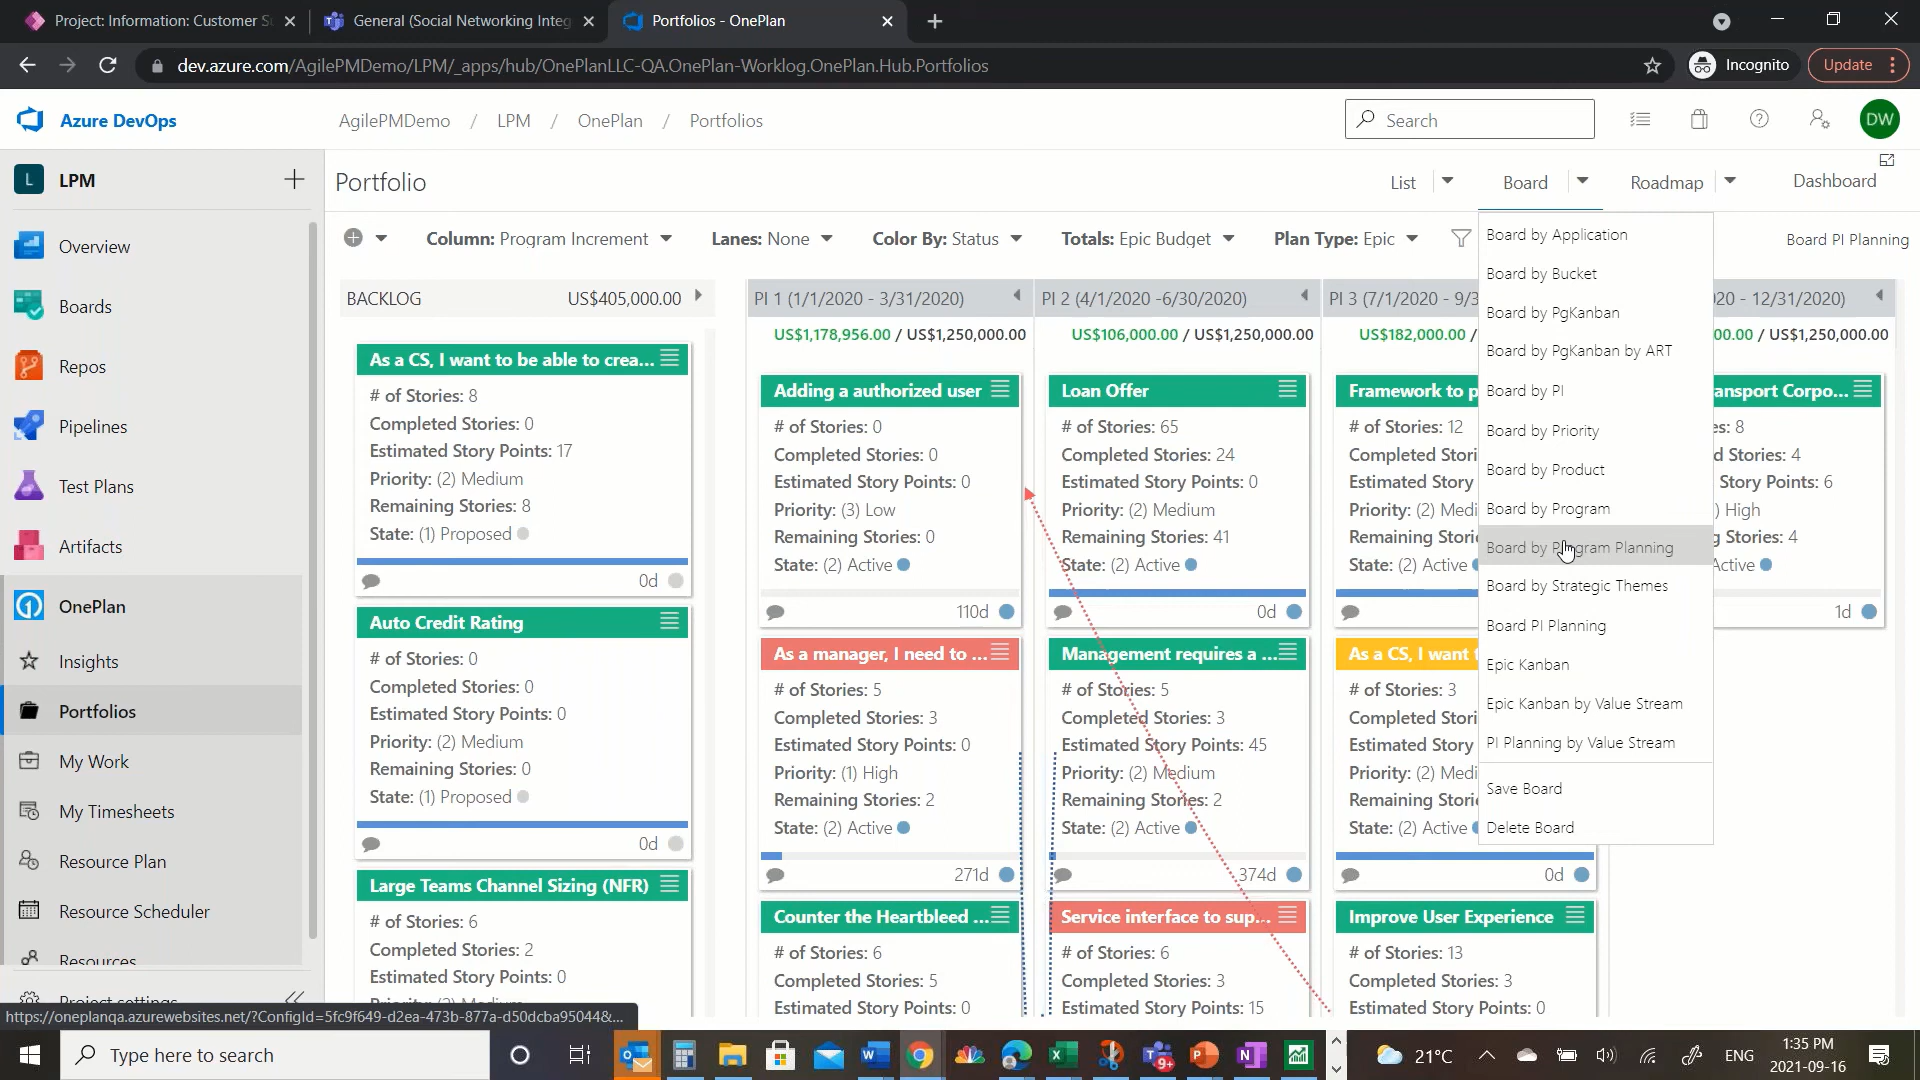 Project: Information: Customer S
General (Social Networking Integ
Portfolios - OnePlan
dev.azure.com/AgilePMDemo/LPM/_apps/hub/OnePlanLLC-QA.OnePlan-Worklog.OnePlan.Hub.Portfolios
Incognito
Update
Azure DevOps
AgilePMDemo / LPM / OnePlan / Portfolios
Search
DW
L LPM
Overview
Boards
Repos
Pipelines
Test Plans
Artifacts
OnePlan
Insights
Portfolios
My Work
My Timesheets
Resource Plan
Resource Scheduler
Resources
Project settings
https://oneplanqa.azurewebsites.net/?ConfigId=5fc9f649-d2ea-473b-877a-d50dcba95044&...
Portfolio
List
Board
Roadmap
Dashboard
Column: Program Increment
Lanes: None
Color By: Status
Totals: Epic Budget
Plan Type: Epic
Board PI Planning
BACKLOG US$405,000.00
As a CS, I want to be able to crea...
# of Stories: 8
Completed Stories: 0
Estimated Story Points: 17
Priority: (2) Medium
Remaining Stories: 8
State: (1) Proposed
0d
Auto Credit Rating
# of Stories: 0
Completed Stories: 0
Estimated Story Points: 0
Priority: (2) Medium
Remaining Stories: 0
State: (1) Proposed
0d
Large Teams Channel Sizing (NFR)
# of Stories: 6
Completed Stories: 2
Estimated Story Points: 0
PI 1 (1/1/2020 - 3/31/2020)
US$1,178,956.00 / US$1,250,000.00
Adding a authorized user
# of Stories: 0
Completed Stories: 0
Estimated Story Points: 0
Priority: (3) Low
Remaining Stories: 0
State: (2) Active
110d
As a manager, I need to ...
# of Stories: 5
Completed Stories: 3
Estimated Story Points: 0
Priority: (1) High
Remaining Stories: 2
State: (2) Active
271d
Counter the Heartbleed ...
# of Stories: 6
Completed Stories: 5
Estimated Story Points: 0
PI 2 (4/1/2020 -6/30/2020)
US$106,000.00 / US$1,250,000.00
Loan Offer
# of Stories: 65
Completed Stories: 24
Estimated Story Points: 0
Priority: (2) Medium
Remaining Stories: 41
State: (2) Active
0d
Management requires a ...
# of Stories: 5
Completed Stories: 3
Estimated Story Points: 45
Priority: (2) Medium
Remaining Stories: 2
State: (2) Active
374d
Service interface to sup...
# of Stories: 6
Completed Stories: 3
Estimated Story Points: 15
PI 3 (7/1/2020 - 9/3
US$182,000.00 /
Framework to p
# of Stories: 12
Completed Stori
Estimated Story
Priority: (2) Medi
Remaining Stori
State: (2) Active
As a CS, I want t
# of Stories: 3
Completed Stori
Estimated Story
Priority: (2) Medi
Remaining Stori
State: (2) Active
0d
Improve User Experience
# of Stories: 13
Completed Stories: 3
Estimated Story Points: 0
20 - 12/31/2020)
00.00 / US$1,250,000.00
ansport Corpo...
es: 8
d Stories: 4
Story Points: 6
) High
g Stories: 4
Active
1d
Board by Application
Board by Bucket
Board by PgKanban
Board by PgKanban by ART
Board by PI
Board by Priority
Board by Product
Board by Program
Board by Program Planning
Board by Strategic Themes
Board PI Planning
Epic Kanban
Epic Kanban by Value Stream
PI Planning by Value Stream
Save Board
Delete Board
Type here to search
9+
21°C
ENG
1:35 PM
2021-09-16